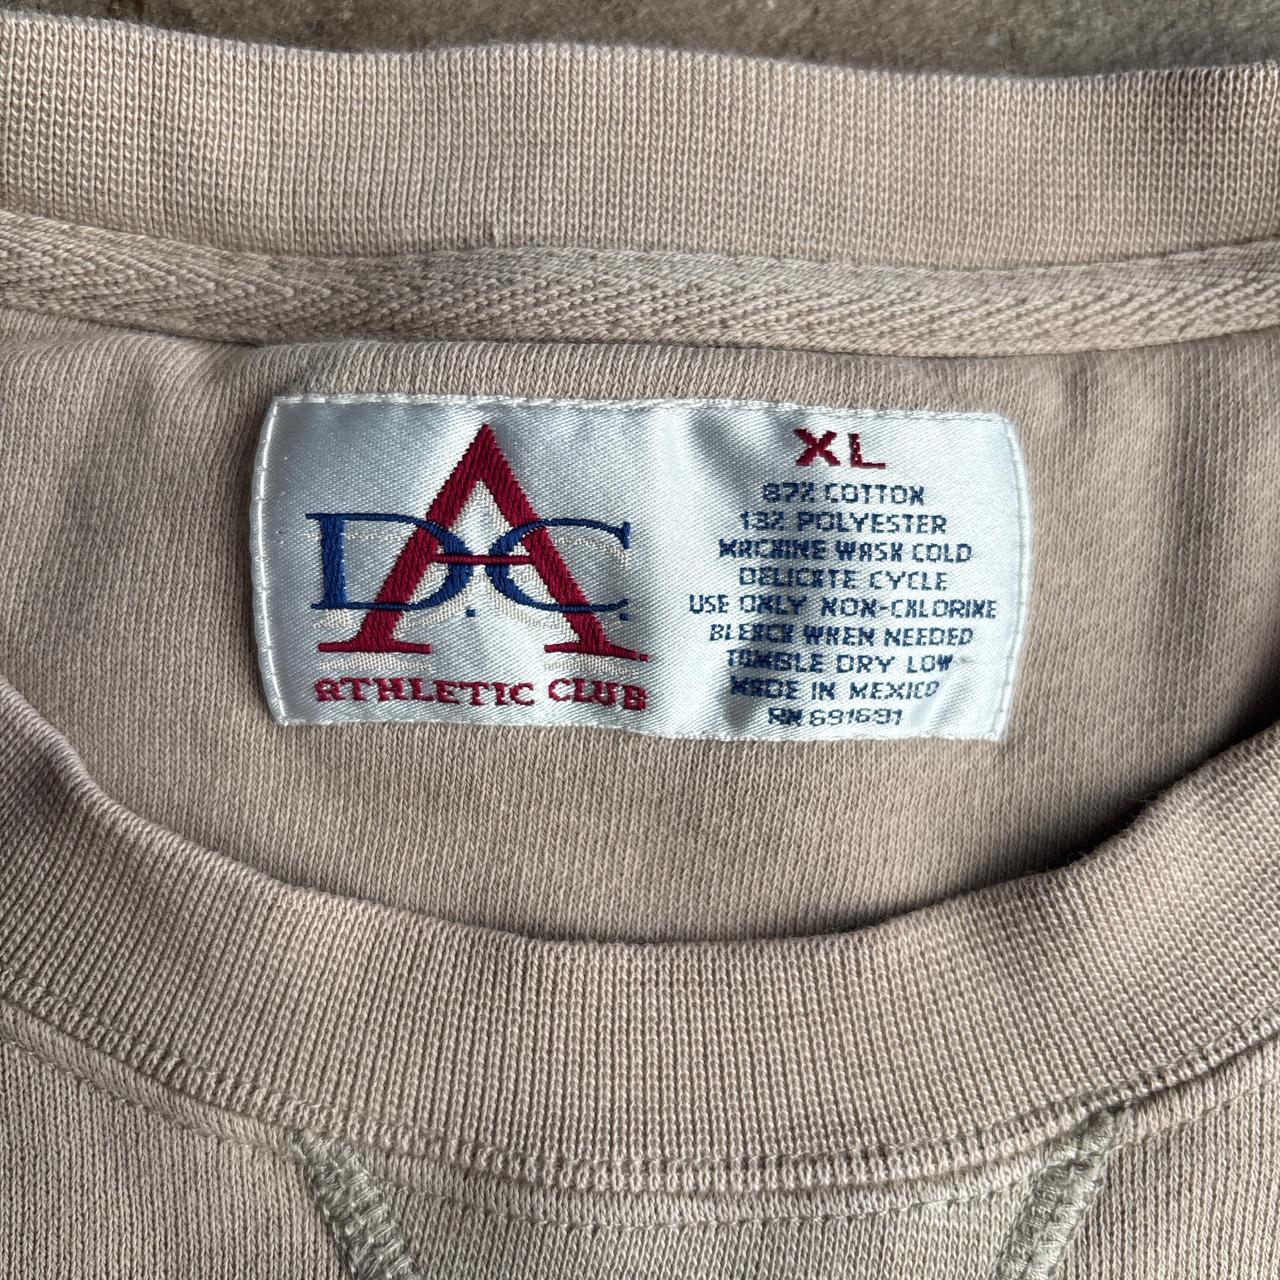 D.A.C.
ATHLETIC CLUB
XL
87% COTTON
13% POLYESTER
MACHINE WASH COLD
DELICATE CYCLE
USE ONLY NON-CHLORINE
BLEACH WHEN NEEDED
TUMBLE DRY LOW
MADE IN MEXICO
RN 691691